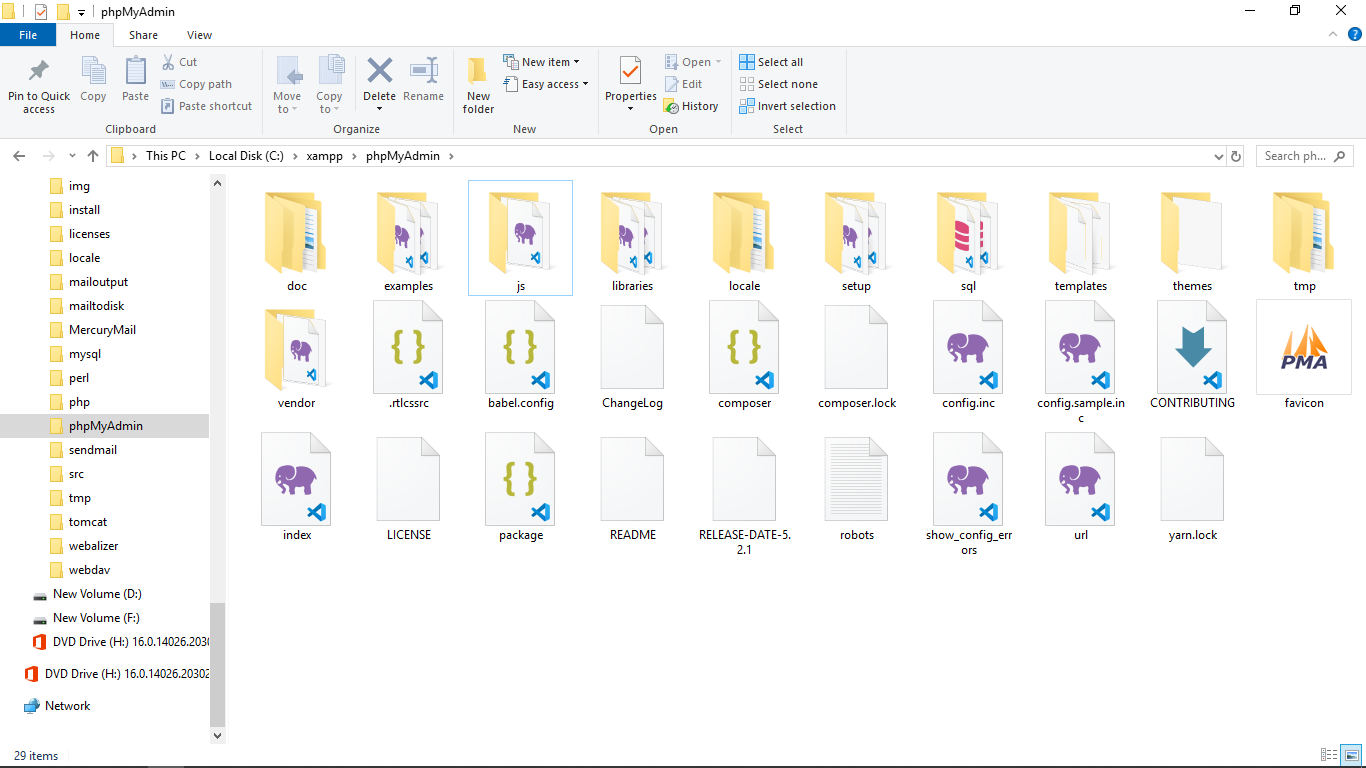 phpMyAdmin
File
Home
Share
View
Pin to Quick access
Copy
Paste
Cut
Copy path
Paste shortcut
Clipboard
Move to
Copy to
Delete
Rename
Organize
New folder
New item
Easy access
New
Properties
Open
Edit
History
Open
Select all
Select none
Invert selection
Select
This PC > Local Disk (C:) > xampp > phpMyAdmin >
Search ph...
img
install
licenses
locale
mailoutput
mailtodisk
MercuryMail
mysql
perl
php
phpMyAdmin
sendmail
src
tmp
tomcat
webalizer
webdav
New Volume (D:)
New Volume (F:)
DVD Drive (H:) 16.0.14026.2030
DVD Drive (H:) 16.0.14026.20302
Network
doc
examples
js
libraries
locale
setup
sql
templates
themes
tmp
vendor
.rtlcssrc
babel.config
ChangeLog
composer
composer.lock
config.inc
config.sample.in
c
CONTRIBUTING
PMA
favicon
index
LICENSE
package
README
RELEASE-DATE-5.
2.1
robots
show_config_err
ors
url
yarn.lock
29 items